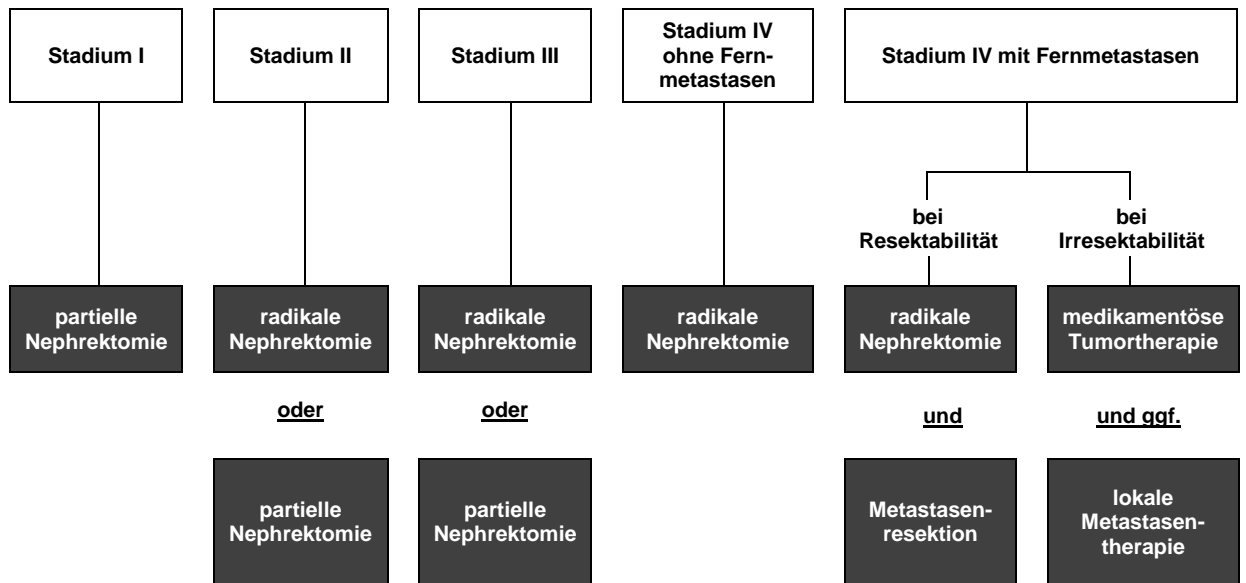 Stadium I
Stadium II
Stadium III
Stadium IV
ohne Fern-
metastasen
Stadium IV mit Fernmetastasen
bei
Resektabilität
bei
Irresektabilität
partielle
Nephrektomie
radikale
Nephrektomie
radikale
Nephrektomie
radikale
Nephrektomie
radikale
Nephrektomie
medikamentöse
Tumortherapie
oder
oder
und
und ggf.
partielle
Nephrektomie
partielle
Nephrektomie
Metastasen-
resektion
lokale
Metastasen-
therapie